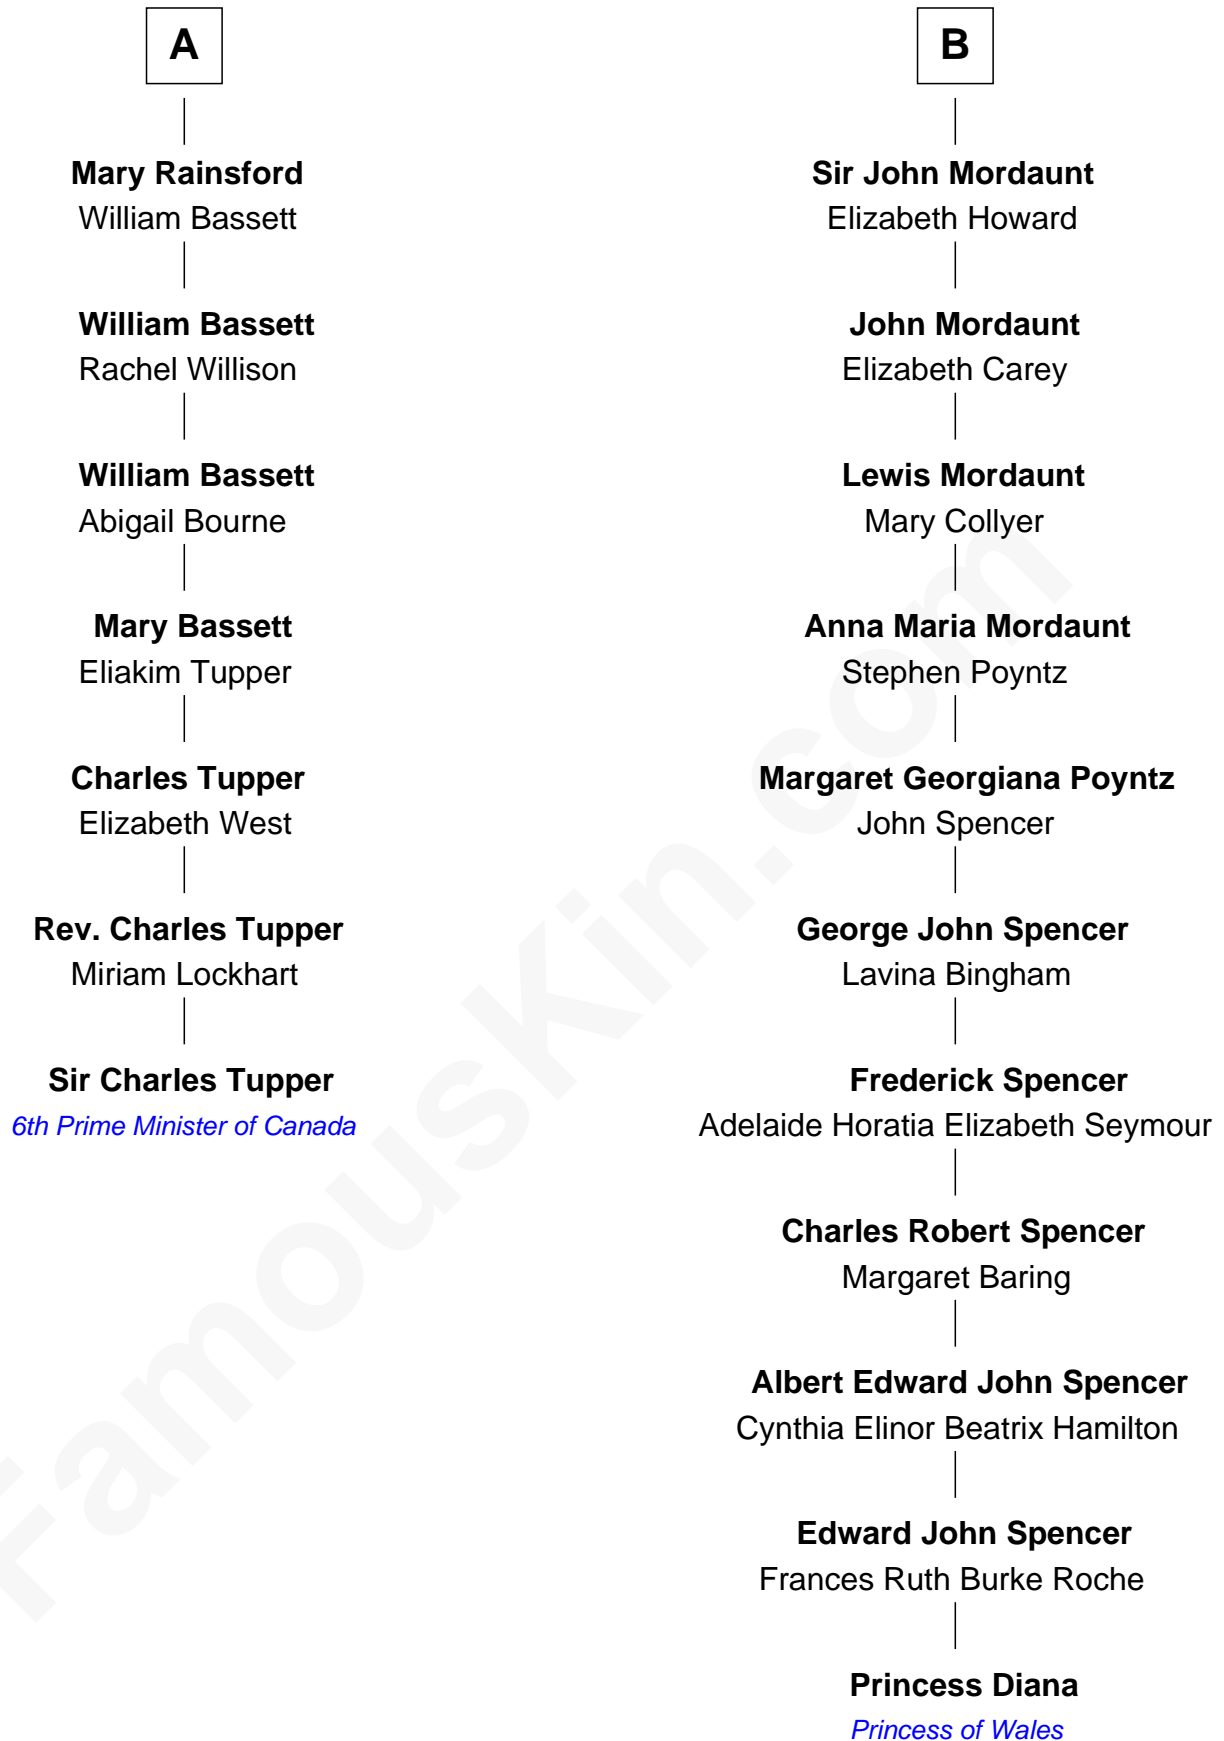 A
Mary Rainsford
William Bassett
William Bassett
Rachel Willison
William Bassett
Abigail Bourne
Mary Bassett
Eliakim Tupper
Charles Tupper
Elizabeth West
Rev. Charles Tupper
Miriam Lockhart
Sir Charles Tupper
6th Prime Minister of Canada
B
Sir John Mordaunt
Elizabeth Howard
John Mordaunt
Elizabeth Carey
Lewis Mordaunt
Mary Collyer
Anna Maria Mordaunt
Stephen Poyntz
Margaret Georgiana Poyntz
John Spencer
George John Spencer
Lavina Bingham
Frederick Spencer
Adelaide Horatia Elizabeth Seymour
Charles Robert Spencer
Margaret Baring
Albert Edward John Spencer
Cynthia Elinor Beatrix Hamilton
Edward John Spencer
Frances Ruth Burke Roche
Princess Diana
Princess of Wales
FamousKin.com